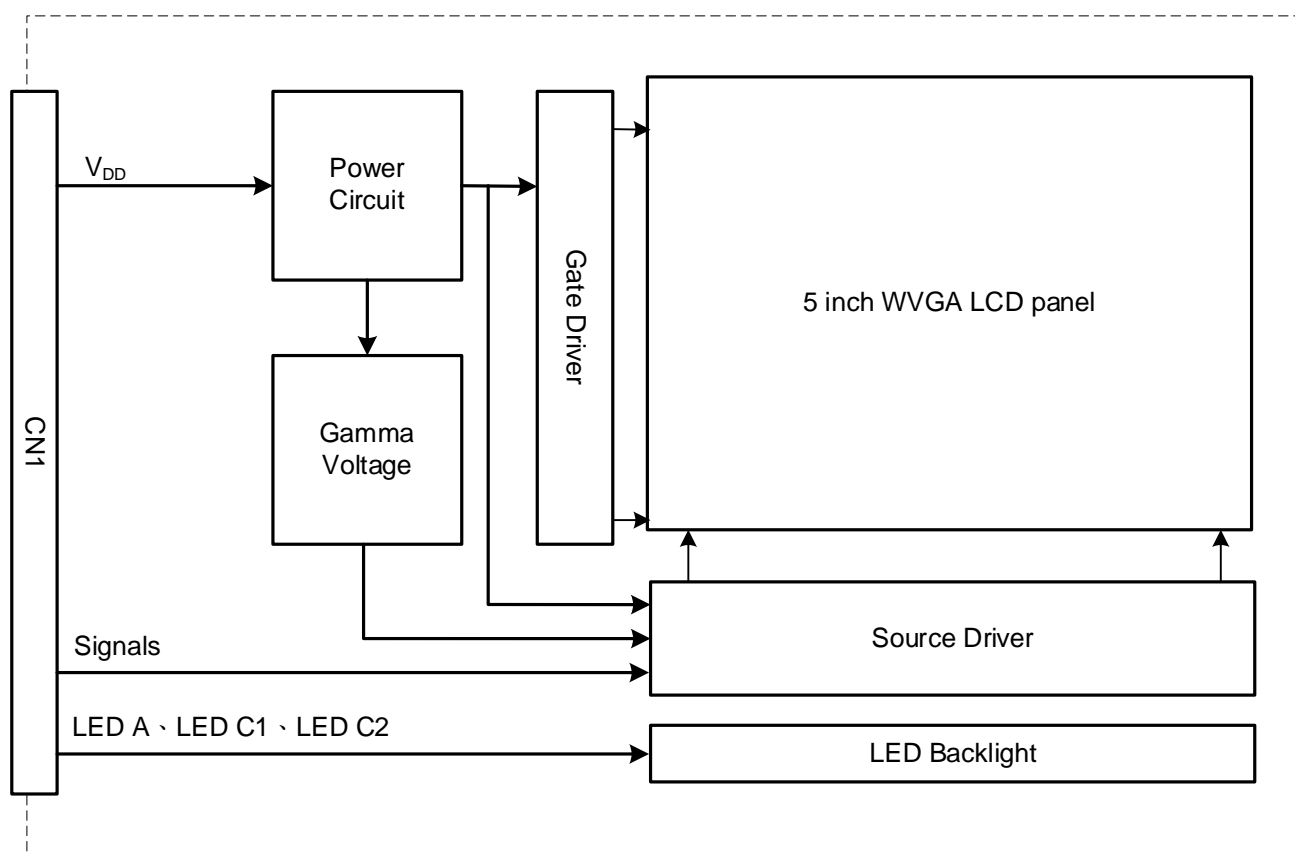 V_DD
Power
Circuit
Gate Driver
5 inch WVGA LCD panel
Gamma
Voltage
CN1
Signals
Source Driver
LED A、LED C1、LED C2
LED Backlight